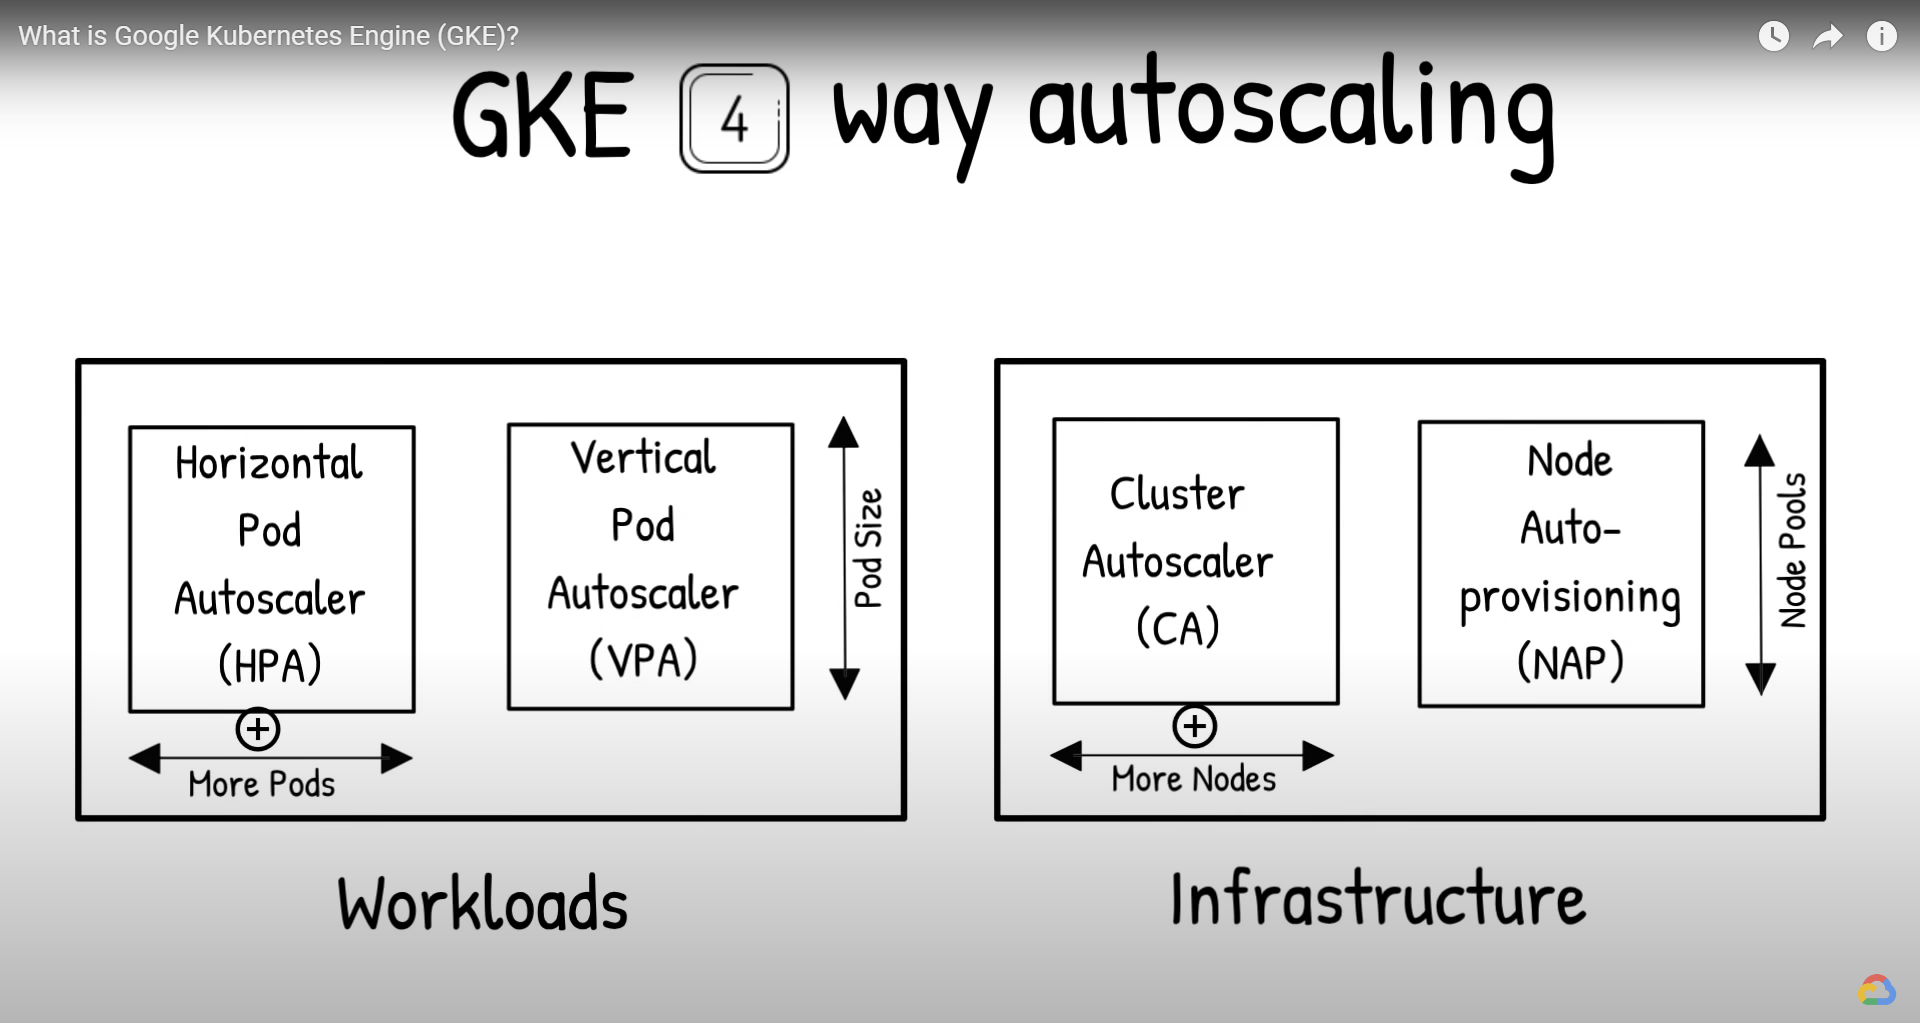 What is Google Kubernetes Engine (GKE)?
GKE 4 way autoscaling
Horizontal
Pod
Autoscaler
(HPA)
More Pods
Vertical
Pod
Autoscaler
(VPA)
Pod Size
Workloads
Cluster
Autoscaler
(CA)
More Nodes
Node
Auto-
provisioning
(NAP)
Node Pools
Infrastructure